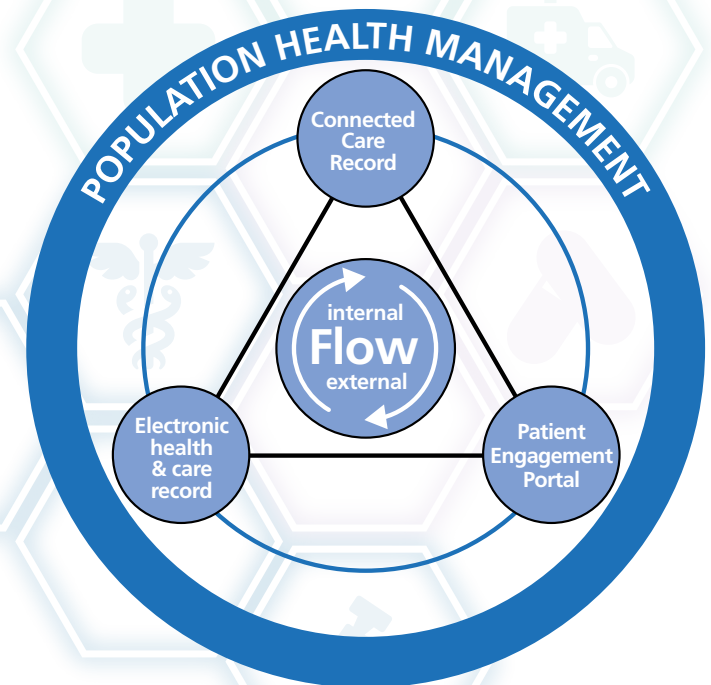 POPULATION HEALTH MANAGEMENT
Connected
Care
Record
internal
Flow
external
Electronic
health
& care
record
Patient
Engagement
Portal